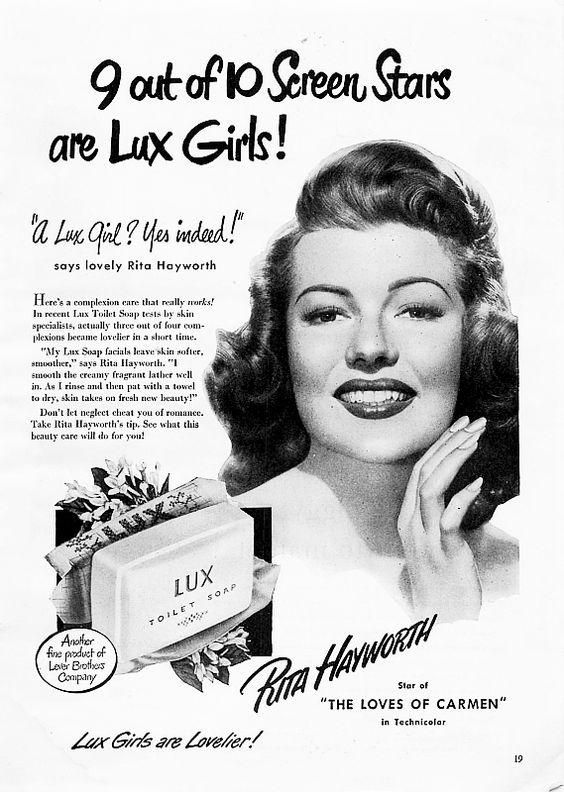 9 out of 10 Screen Stars
are Lux Girls!
"A Lux Girl? Yes indeed!"
says lovely Rita Hayworth
Here's a complexion care that really works!
In recent Lux Toilet Soap tests by skin
specialists, actually three out of four com-
plexions became lovelier in a short time.
"My Lux Soap facials leave skin softer,
smoother," says Rita Hayworth. "I
smooth the creamy fragrant lather well
in. As I rinse and then pat with a towel
to dry, skin takes on fresh new beauty!"
Don't let neglect cheat you of romance.
Take Rita Hayworth's tip. See what this
beauty care will do for you!
LUX
LUX
TOILET SOAP
Another
fine product of
Lever Brothers
Company
RITA HAYWORTH
Star of
"THE LOVES OF CARMEN"
in Technicolor
Lux Girls are Lovelier!
19